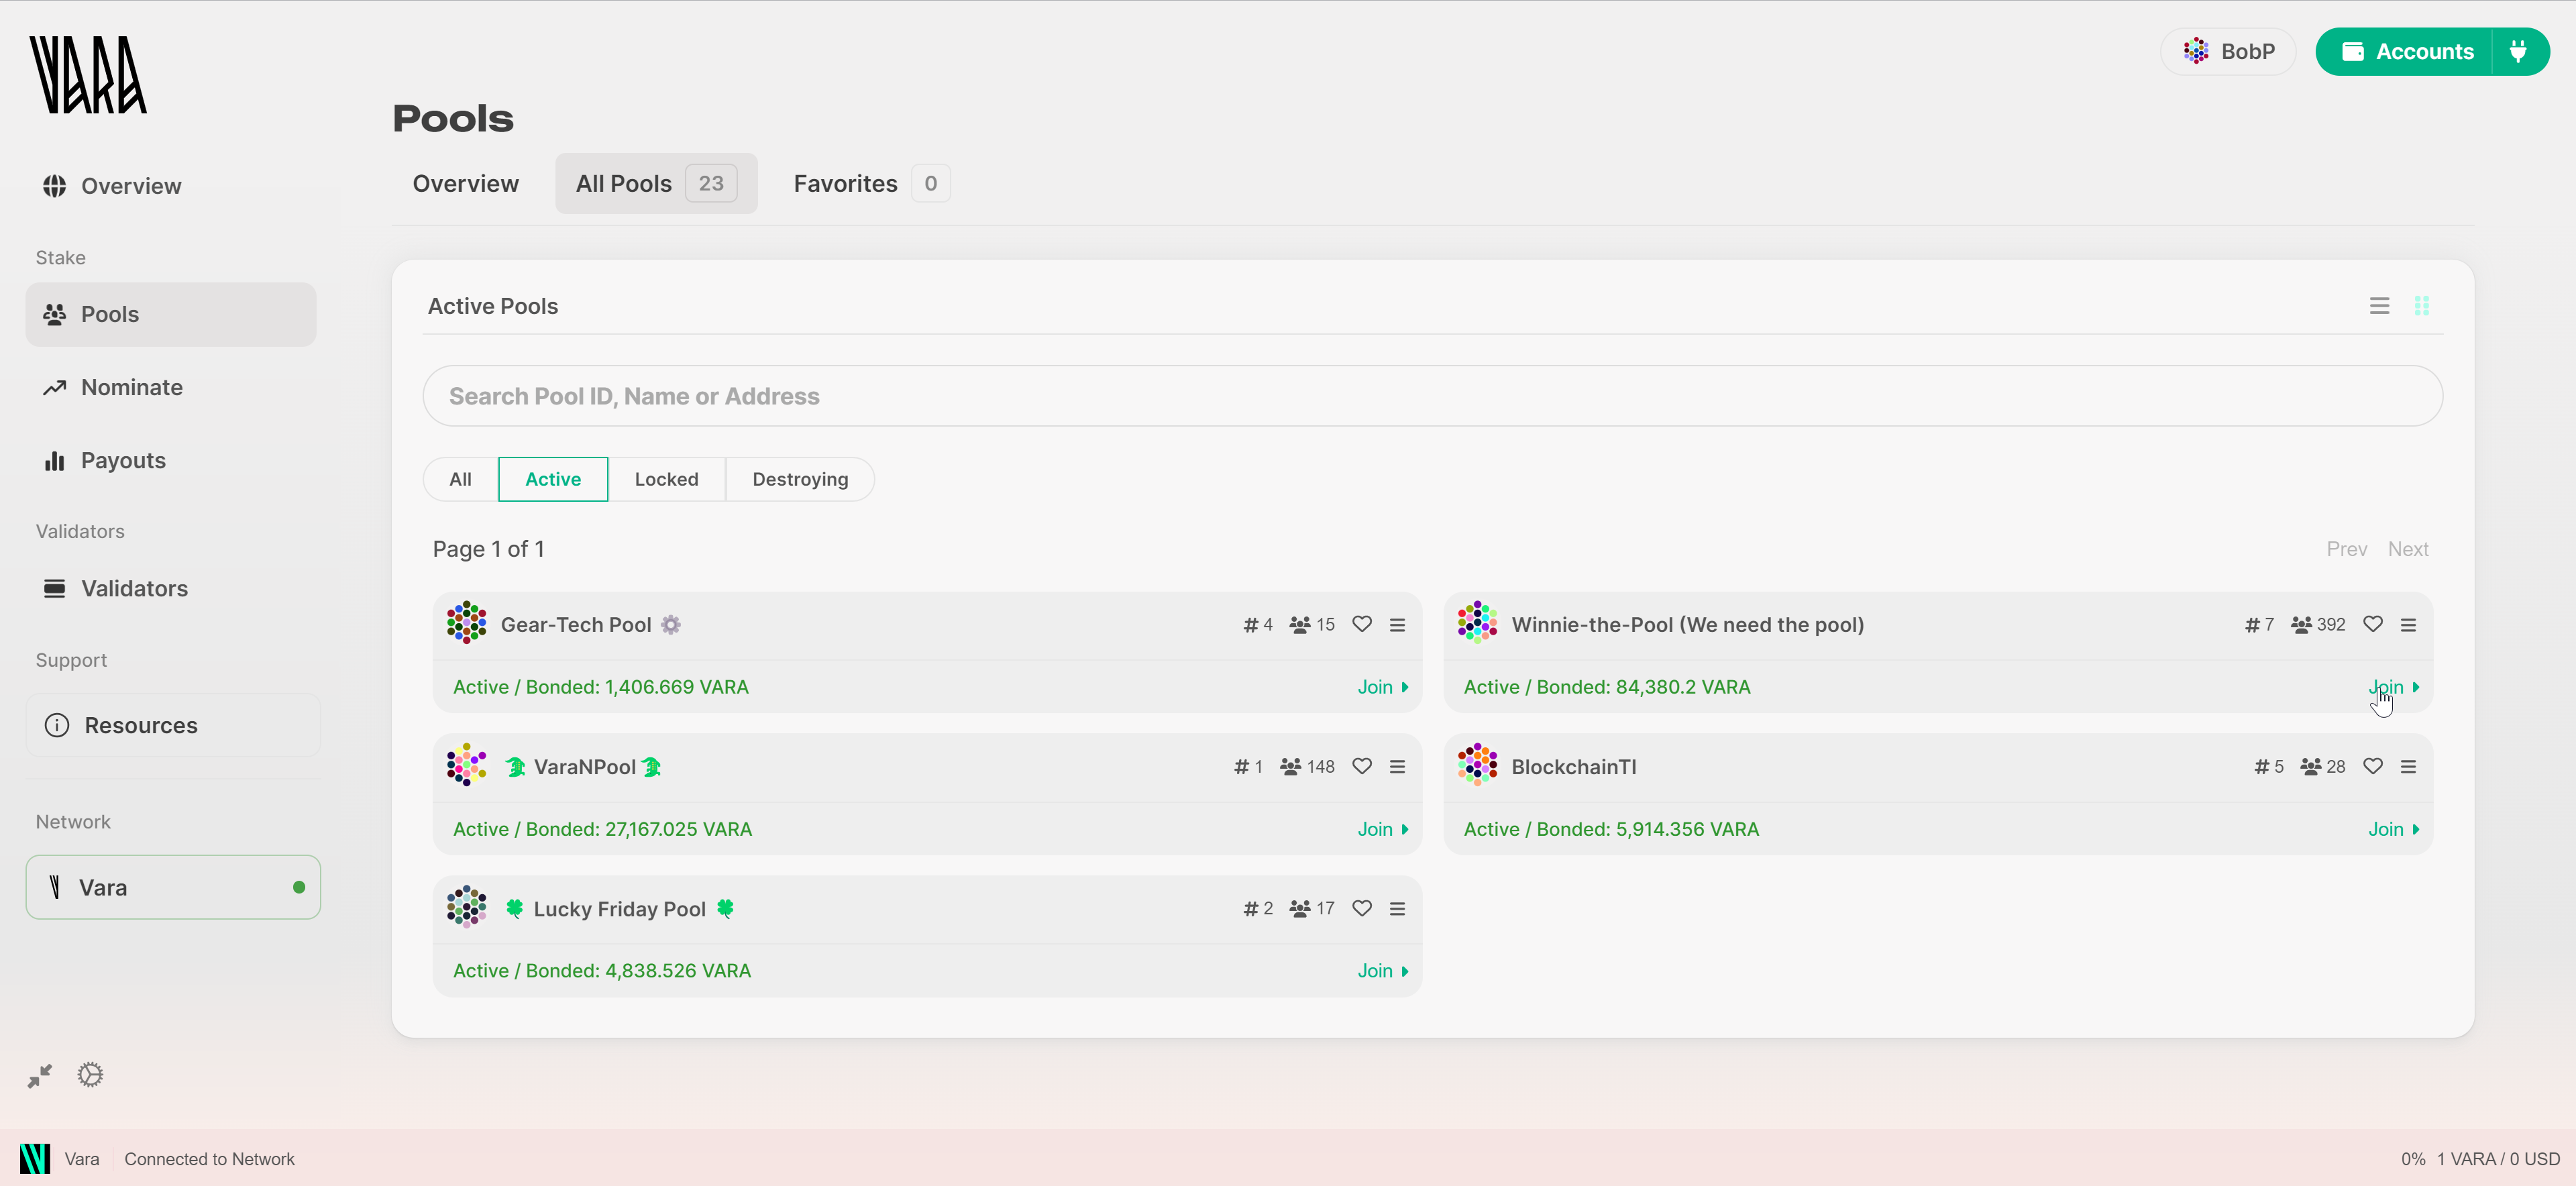 VARA
BobP
Accounts
Pools
Overview
All Pools 23
Favorites 0
Overview
Stake
Pools
Nominate
Payouts
Validators
Validators
Support
Resources
Network
Vara
Active Pools
Search Pool ID, Name or Address
All
Active
Locked
Destroying
Page 1 of 1
Prev Next
Gear-Tech Pool # 4 15
Active / Bonded: 1,406.669 VARA Join
Winnie-the-Pool (We need the pool) # 7 392
Active / Bonded: 84,380.2 VARA Join
VaraNPool # 1 148
Active / Bonded: 27,167.025 VARA Join
BlockchainTI # 5 28
Active / Bonded: 5,914.356 VARA Join
Lucky Friday Pool # 2 17
Active / Bonded: 4,838.526 VARA Join
Vara Connected to Network
0% 1 VARA / 0 USD